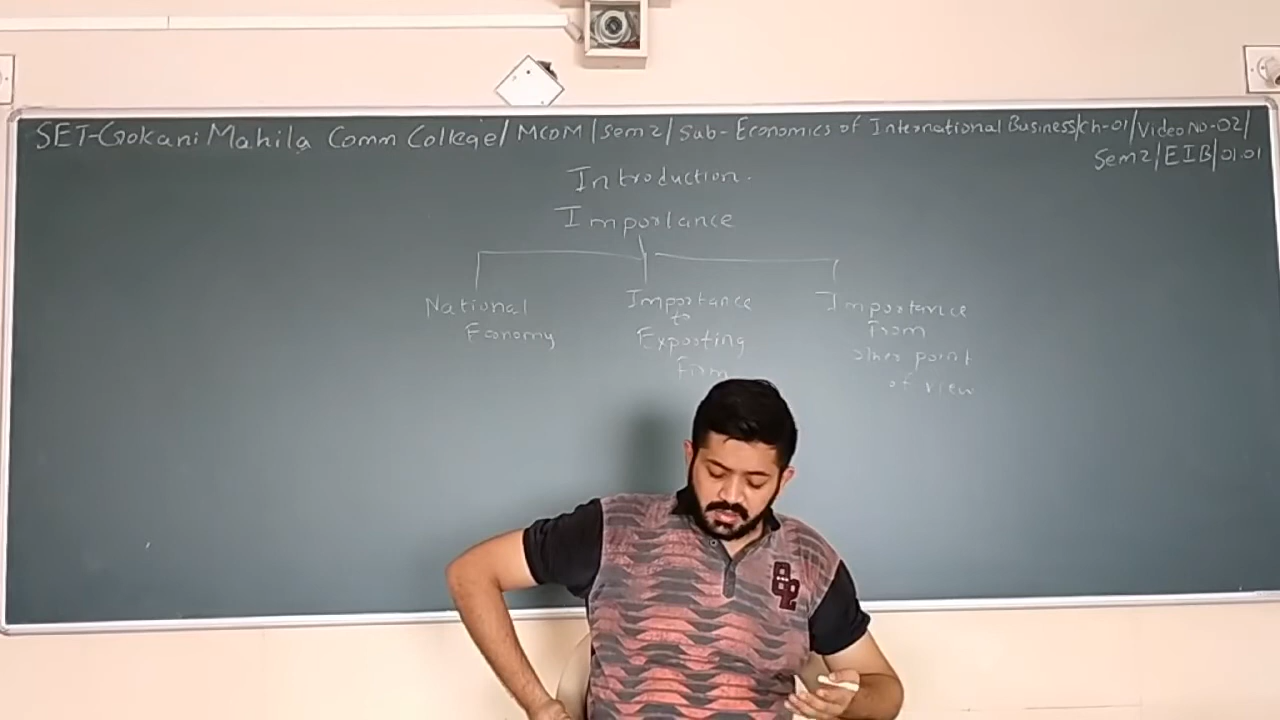 SET-Gokani Mahila Comm College/MCOM/sem2/Sub-Economics of International Business/ch-01/Video No-02/
Sem2/EIB/01.01
Introduction.
Importance
National
Economy
Importance
to
Exporting
Firm
Importance
From
other point
of view